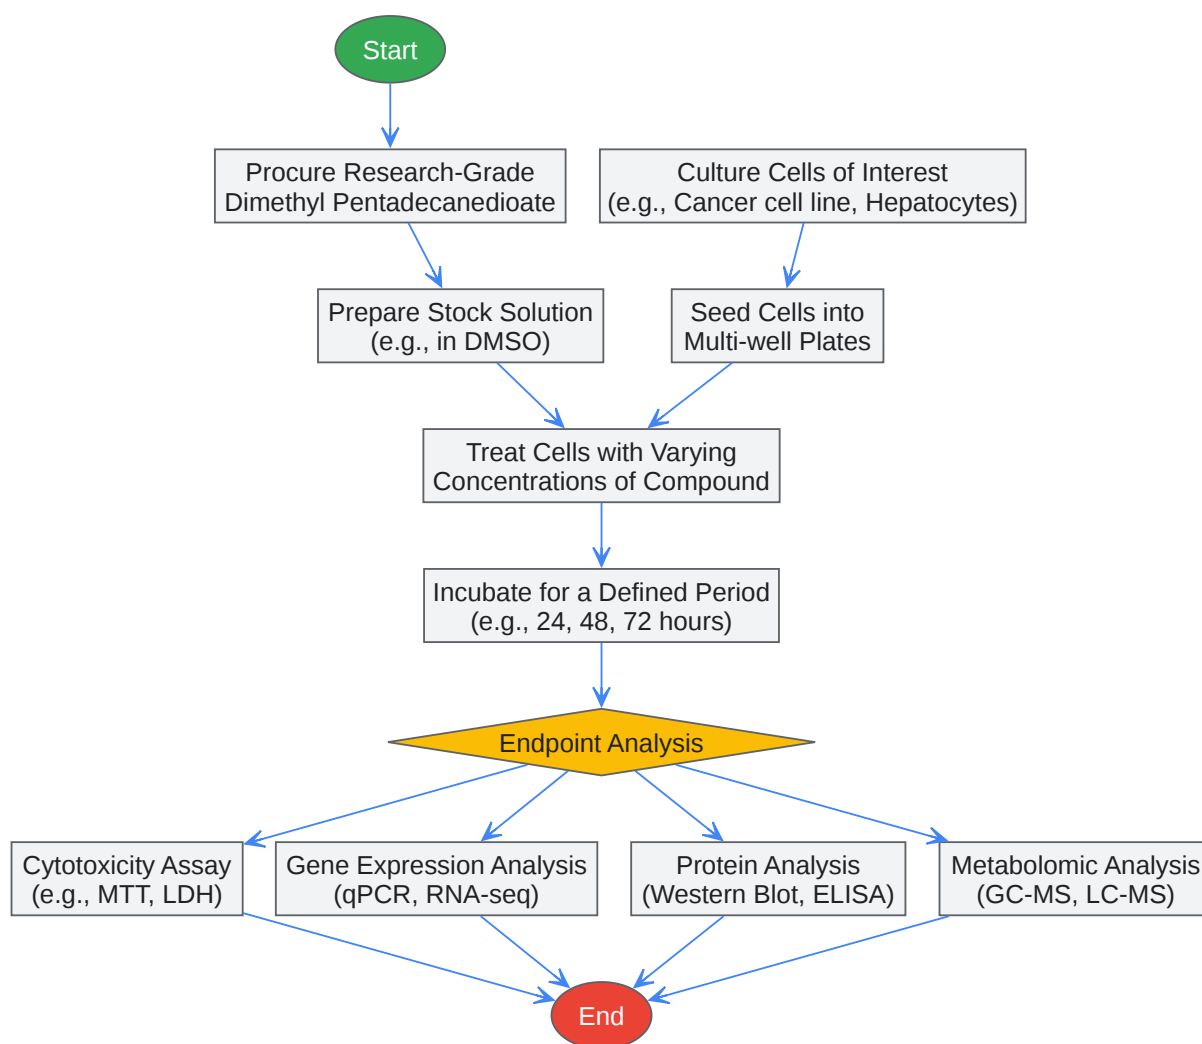 Start
Procure Research-Grade
Dimethyl Pentadecanedioate
Culture Cells of Interest
(e.g., Cancer cell line, Hepatocytes)
Prepare Stock Solution
(e.g., in DMSO)
Seed Cells into
Multi-well Plates
Treat Cells with Varying
Concentrations of Compound
Incubate for a Defined Period
(e.g., 24, 48, 72 hours)
Endpoint Analysis
Cytotoxicity Assay
(e.g., MTT, LDH)
Gene Expression Analysis
(qPCR, RNA-seq)
Protein Analysis
(Western Blot, ELISA)
Metabolomic Analysis
(GC-MS, LC-MS)
End